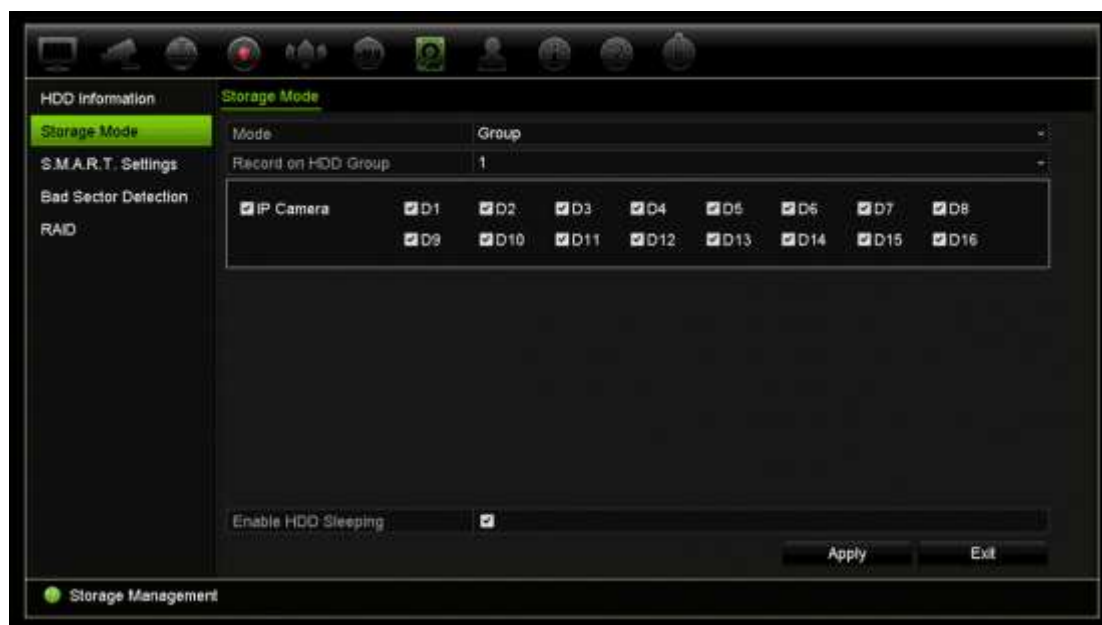 HDD Information
Storage Mode
S.M.A.R.T. Settings
Bad Sector Detection
RAID
Storage Mode
Mode Group
Record on HDD Group 1
IP Camera D1 D2 D3 D4 D5 D6 D7 D8
D9 D10 D11 D12 D13 D14 D15 D16
Enable HDD Sleeping
Apply Exit
Storage Management